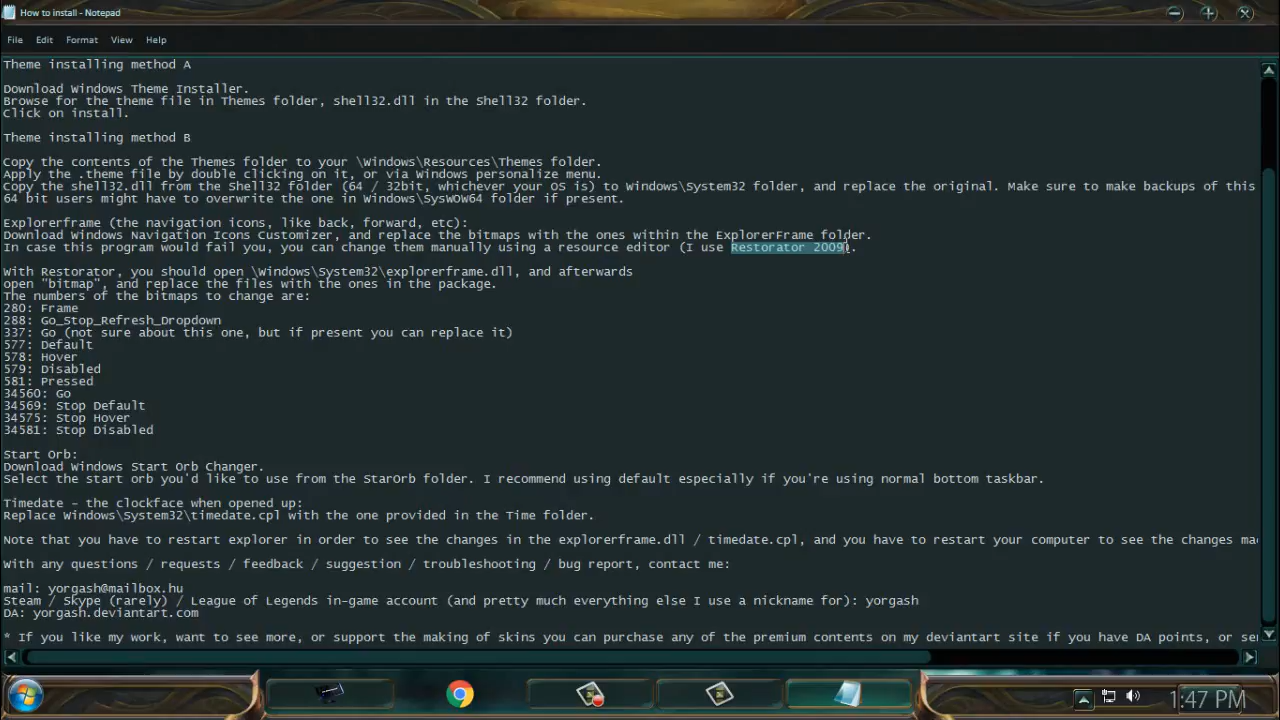 How to install - Notepad
File Edit Format View Help
Theme installing method A
Download Windows Theme Installer.
Browse for the theme file in Themes folder, shell32.dll in the Shell32 folder.
Click on install.
Theme installing method B
Copy the contents of the Themes folder to your \Windows\Resources\Themes folder.
Apply the .theme file by double clicking on it, or via Windows personalize menu.
Copy the shell32.dll from the Shell32 folder (64 / 32bit, whichever your OS is) to Windows\System32 folder, and replace the original. Make sure to make backups of this
64 bit users might have to overwrite the one in Windows\SysWOW64 folder if present.
Explorerframe (the navigation icons, like back, forward, etc):
Download Windows Navigation Icons Customizer, and replace the bitmaps with the ones within the ExplorerFrame folder.
In case this program would fail you, you can change them manually using a resource editor (I use Restorator 2009).
With Restorator, you should open \Windows\System32\explorerframe.dll, and afterwards
open "bitmap", and replace the files with the ones in the package.
The numbers of the bitmaps to change are:
280: Frame
288: Go_Stop_Refresh_Dropdown
337: Go (not sure about this one, but if present you can replace it)
577: Default
578: Hover
579: Disabled
581: Pressed
34560: Go
34569: Stop Default
34575: Stop Hover
34581: Stop Disabled
Start Orb:
Download Windows Start Orb Changer.
Select the start orb you'd like to use from the StarOrb folder. I recommend using default especially if you're using normal bottom taskbar.
Timedate - the clockface when opened up:
Replace Windows\System32\timedate.cpl with the one provided in the Time folder.
Note that you have to restart explorer in order to see the changes in the explorerframe.dll / timedate.cpl, and you have to restart your computer to see the changes ma
With any questions / requests / feedback / suggestion / troubleshooting / bug report, contact me:
mail: yorgash@mailbox.hu
Steam / Skype (rarely) / League of Legends in-game account (and pretty much everything else I use a nickname for): yorgash
DA: yorgash.deviantart.com
* If you like my work, want to see more, or support the making of skins you can purchase any of the premium contents on my deviantart site if you have DA points, or se
1:47 PM